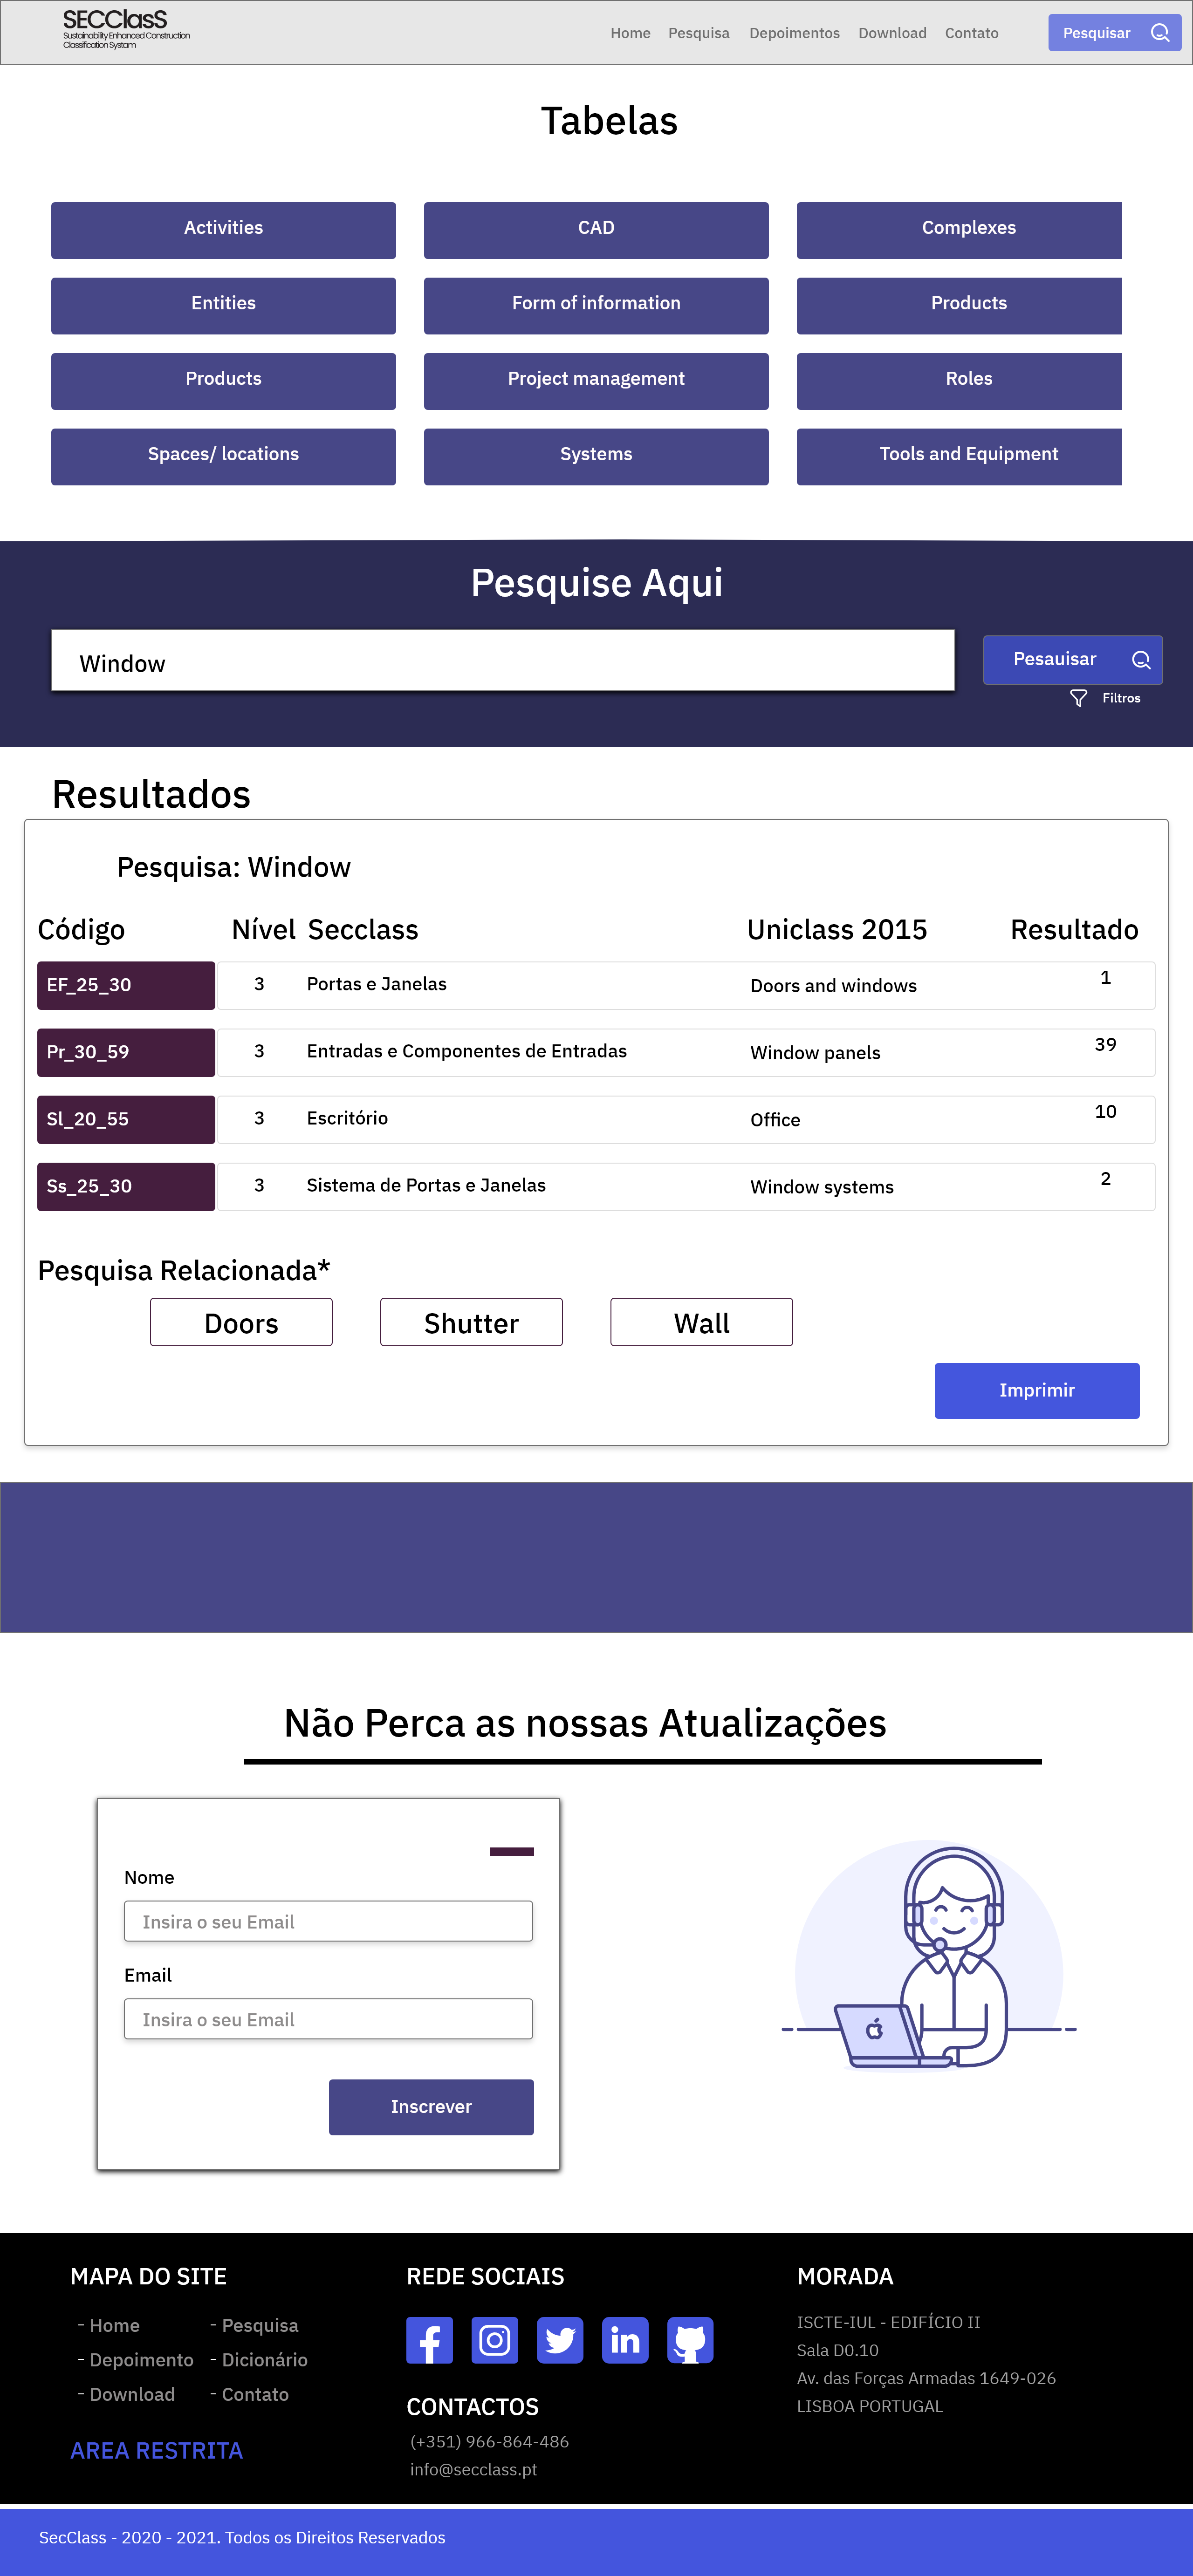 SECClasS
Sustainability Enhanced Construction
Classification System
Home Pesquisa Depoimentos Download Contato Pesquisar
Tabelas
Activities CAD Complexes
Entities Form of information Products
Products Project management Roles
Spaces/ locations Systems Tools and Equipment
Pesquise Aqui
Window Pesauisar
Filtros
Resultados
Pesquisa: Window
Código Nível Secclass Uniclass 2015 Resultado
EF_25_30 3 Portas e Janelas Doors and windows 1
Pr_30_59 3 Entradas e Componentes de Entradas Window panels 39
Sl_20_55 3 Escritório Office 10
Ss_25_30 3 Sistema de Portas e Janelas Window systems 2
Pesquisa Relacionada*
Doors Shutter Wall
Imprimir
Não Perca as nossas Atualizações
Nome
Insira o seu Email
Email
Insira o seu Email
Inscrever
MAPA DO SITE
- Home - Pesquisa
- Depoimento - Dicionário
- Download - Contato
AREA RESTRITA
REDE SOCIAIS
CONTACTOS
(+351) 966-864-486
info@secclass.pt
MORADA
ISCTE-IUL - EDIFÍCIO II
Sala D0.10
Av. das Forças Armadas 1649-026
LISBOA PORTUGAL
SecClass - 2020 - 2021. Todos os Direitos Reservados